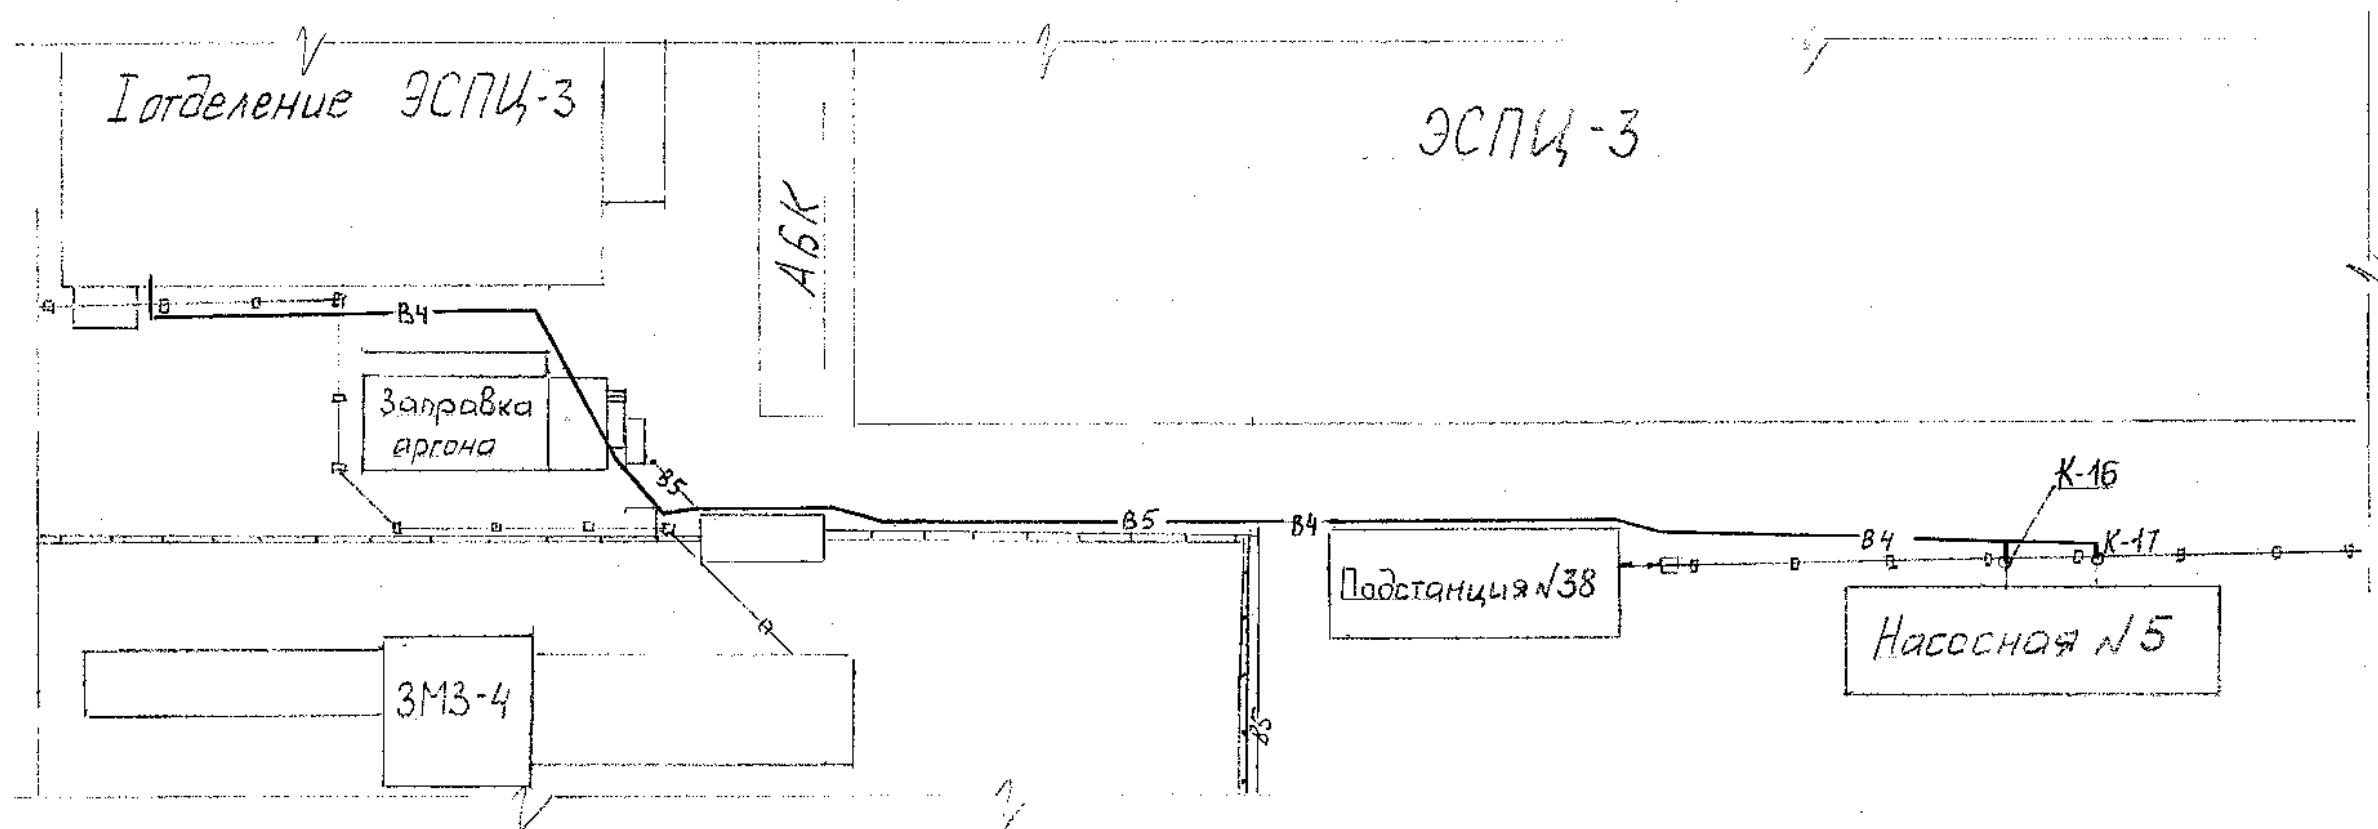 I отделение ЭСПЦ-3
ЭСПЦ-3
АБК
В4
Заправка
аргона
В5
В5
В4
В4
К-16
К-17
Подстанция №38
Насосная №5
ЗМЗ-4
В5